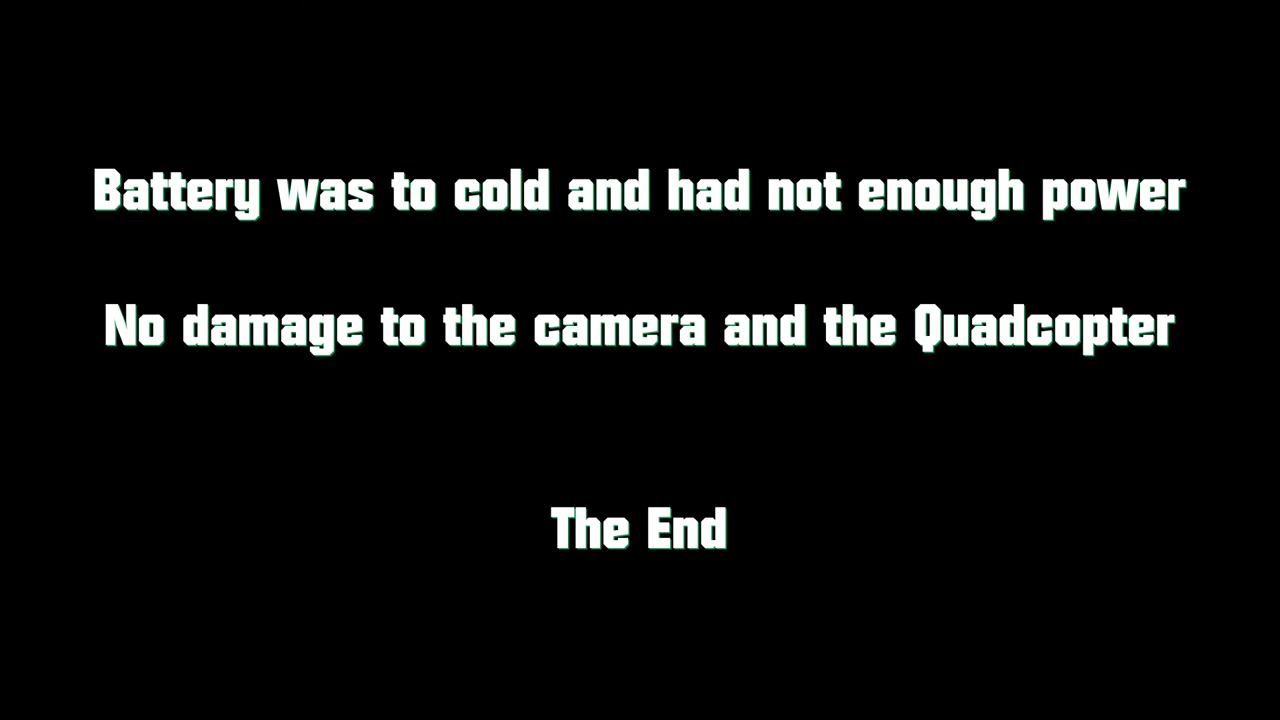 Battery was to cold and had not enough power
No damage to the camera and the Quadcopter
The End